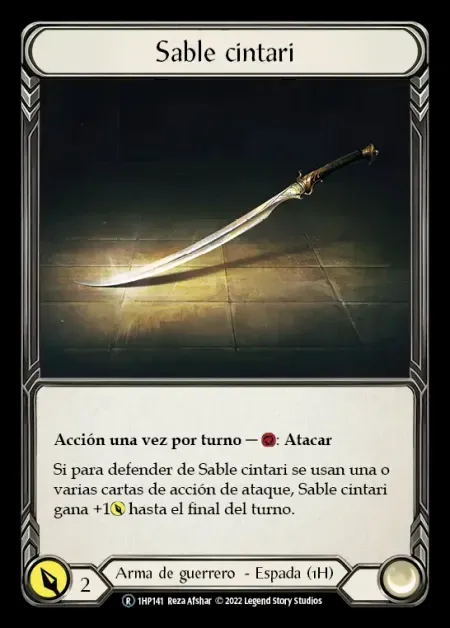 Sable cintari
Acción una vez por turno — : Atacar
Si para defender de Sable cintari se usan una o
varias cartas de acción de ataque, Sable cintari
gana +1 hasta el final del turno.
2
Arma de guerrero - Espada (1H)
R 1HP141 Reza Afshar © 2022 Legend Story Studios